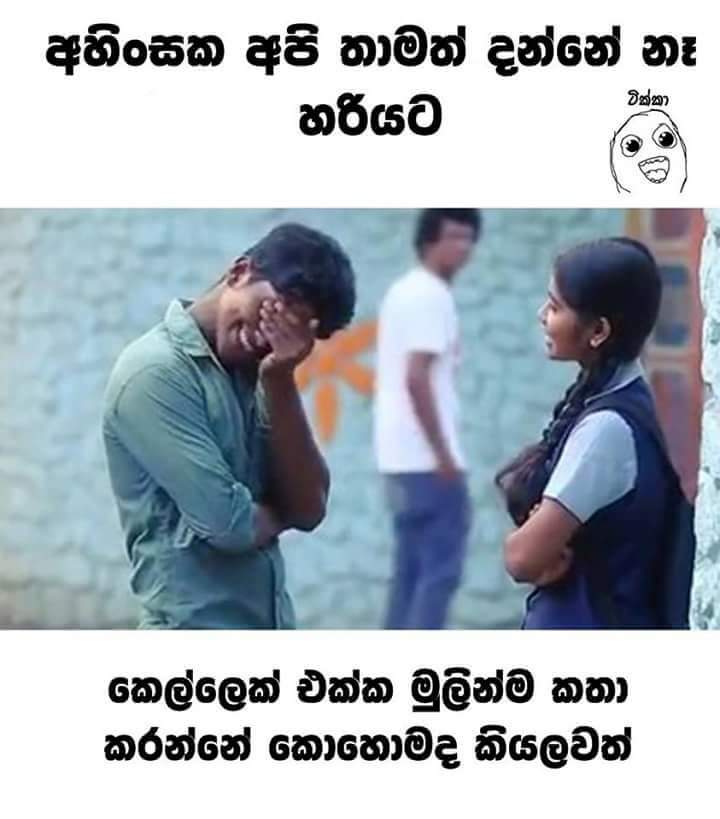 අහිංසක අපි තාමත් දන්නේ නෑ
හරියට
ටික්කා
කෙල්ලෙක් එක්ක මුලින්ම කතා
කරන්නේ කොහොමද කියලවත්